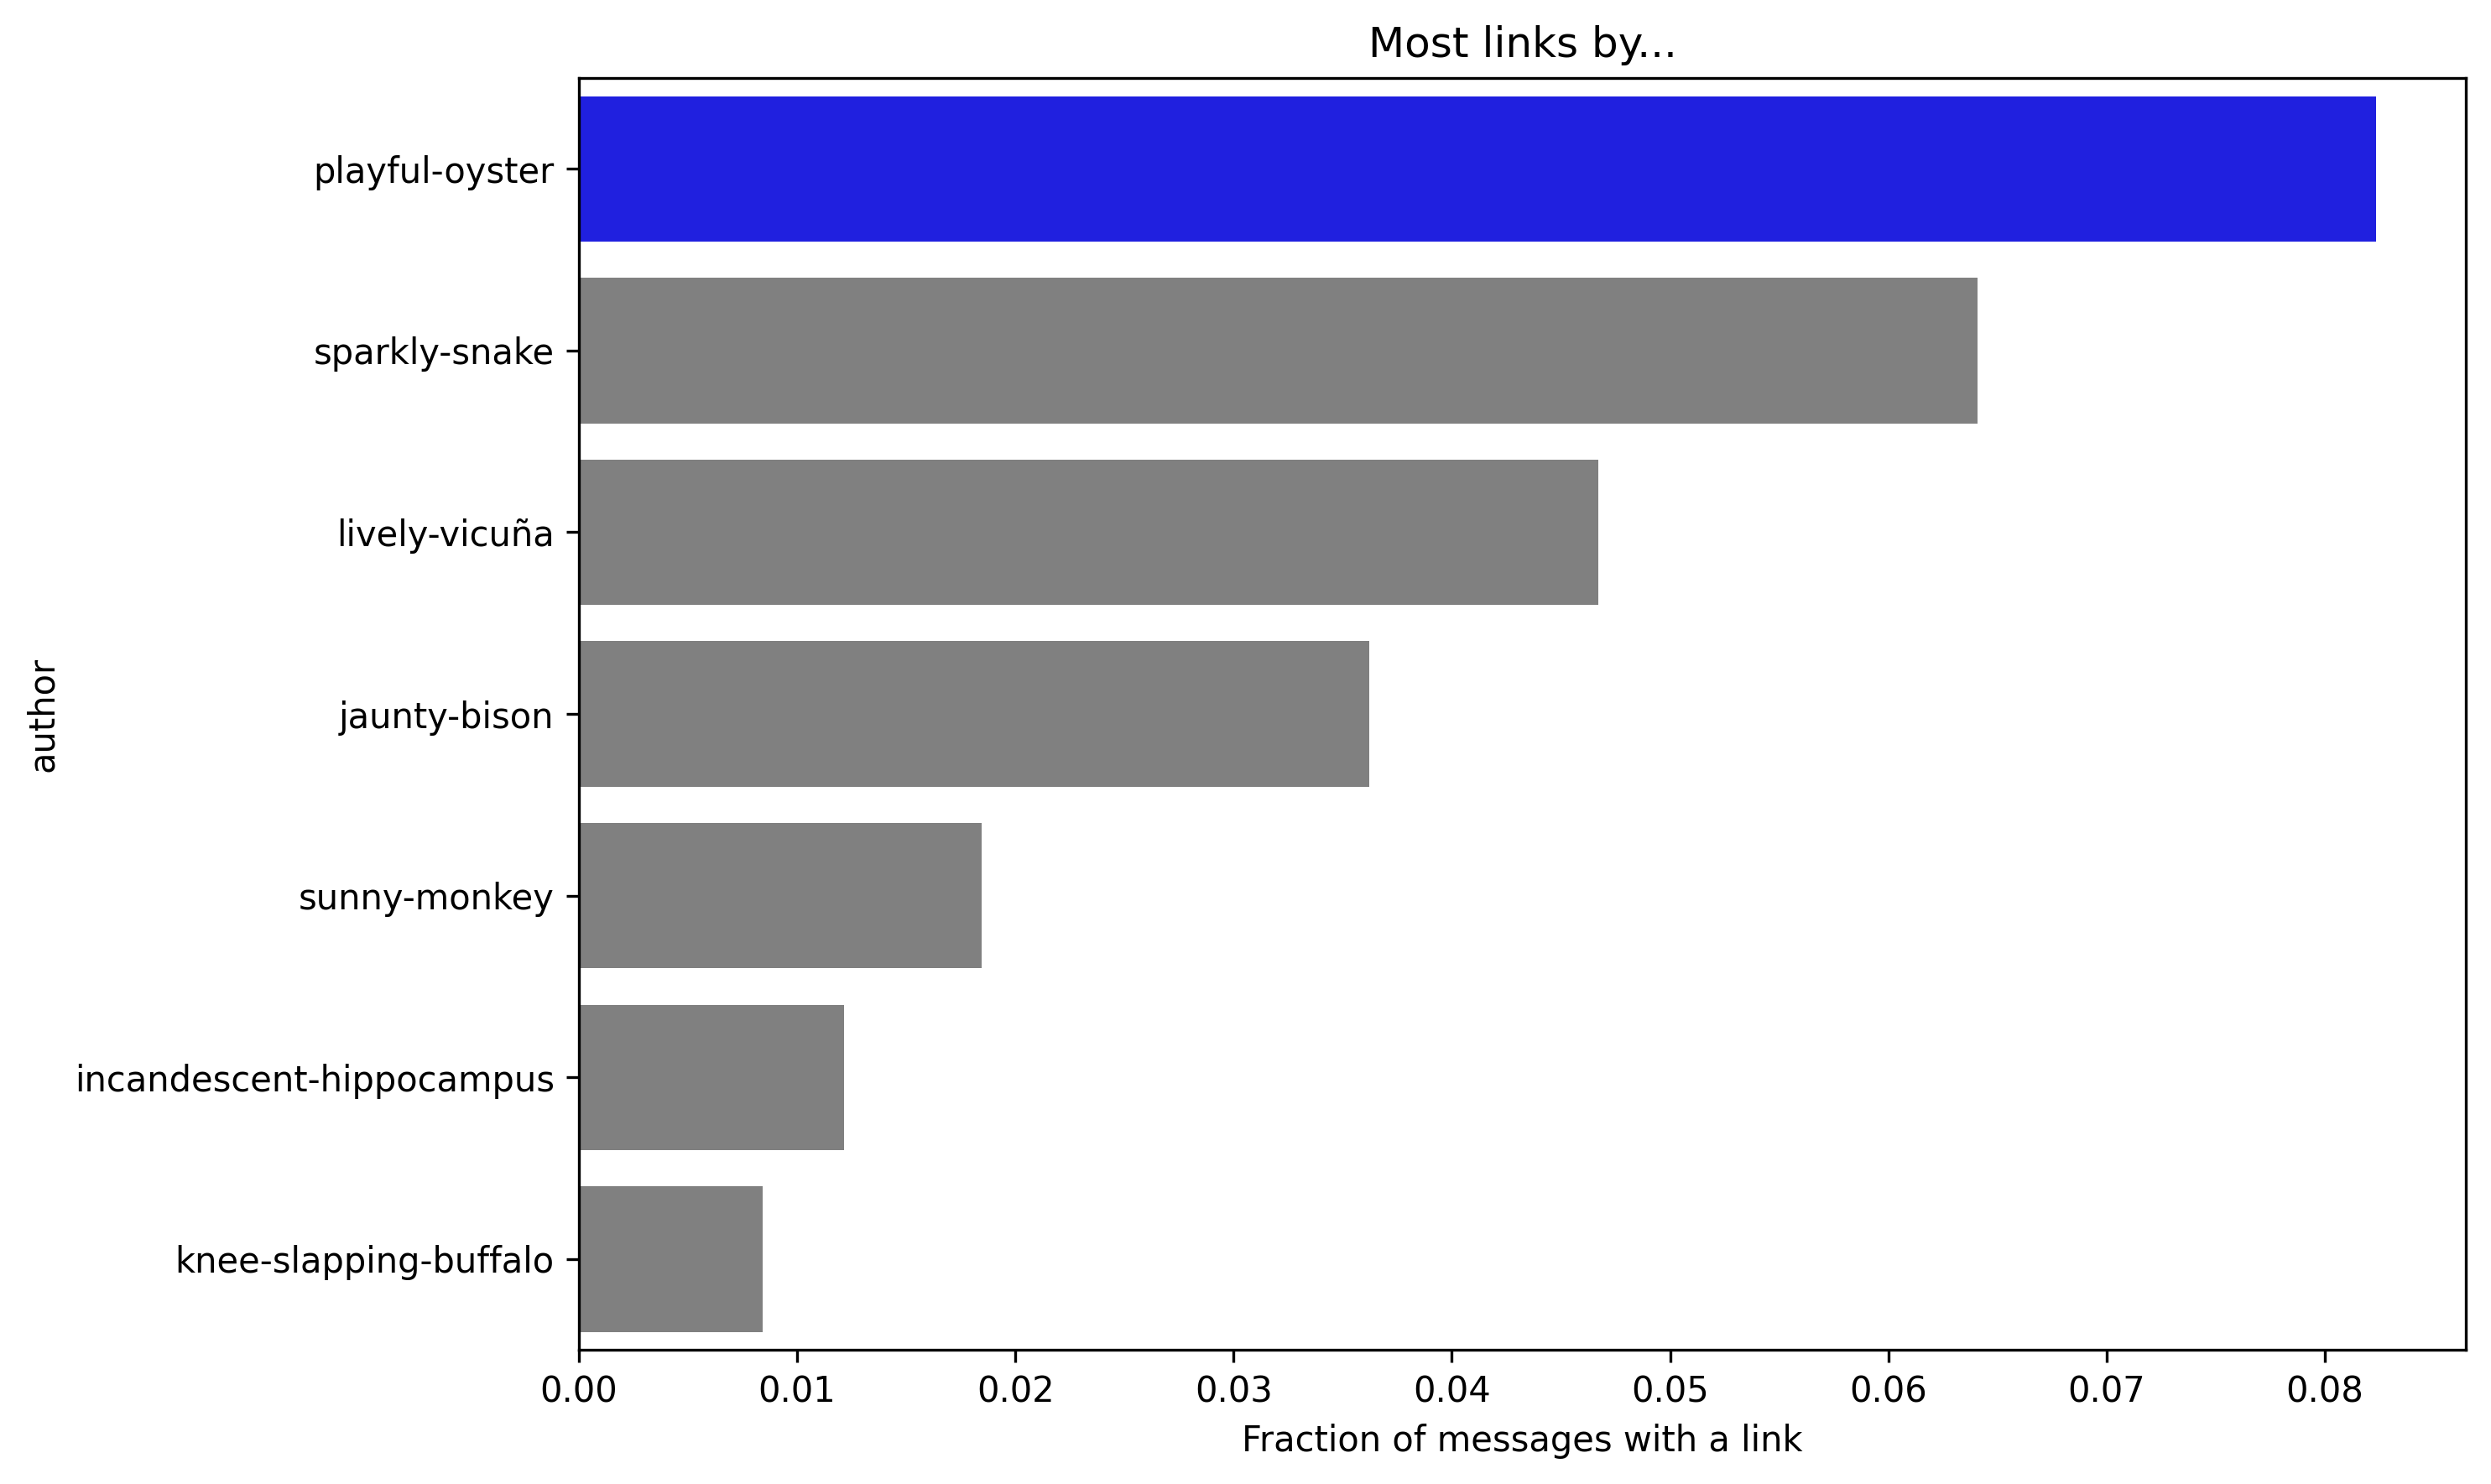 Most links by...
author
playful-oyster
sparkly-snake
lively-vicuña
jaunty-bison
sunny-monkey
incandescent-hippocampus
knee-slapping-buffalo
0.00 0.01 0.02 0.03 0.04 0.05 0.06 0.07 0.08
Fraction of messages with a link